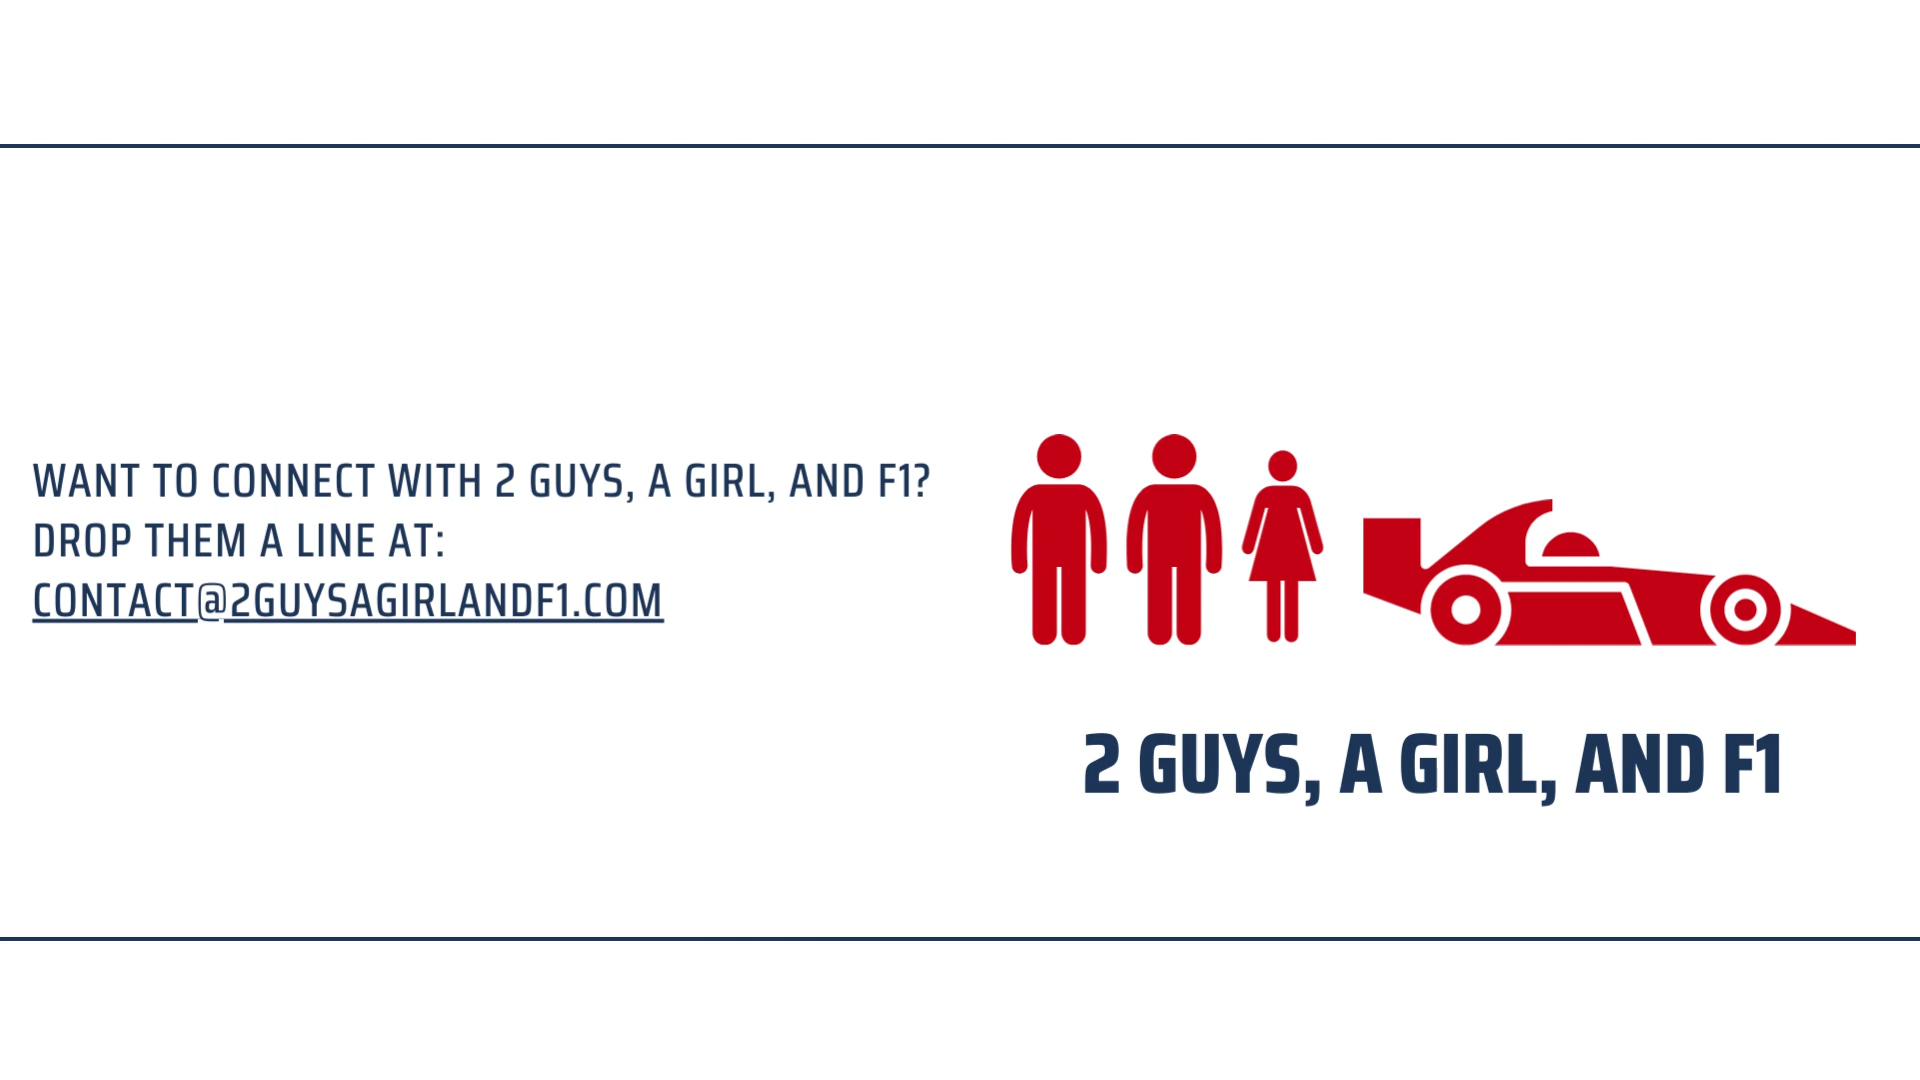 WANT TO CONNECT WITH 2 GUYS, A GIRL, AND F1?
DROP THEM A LINE AT:
CONTACT@2GUYSAGIRLANDF1.COM
2 GUYS, A GIRL, AND F1